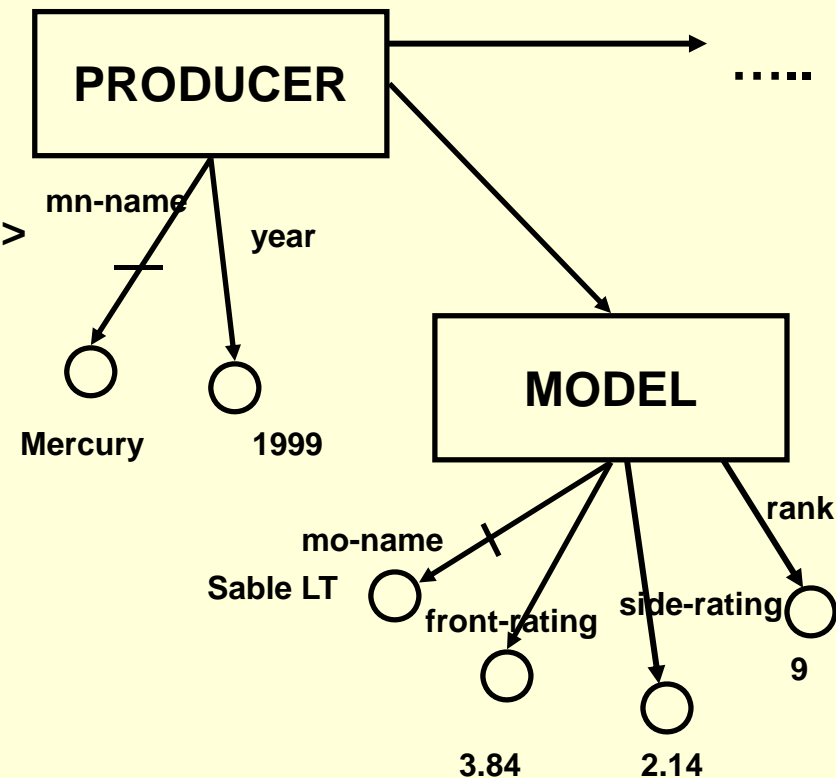 PRODUCER
.....
mn-name
>
year
Mercury
1999
MODEL
rank
mo-name
Sable LT
side-rating
front-rating
9
3.84
2.14